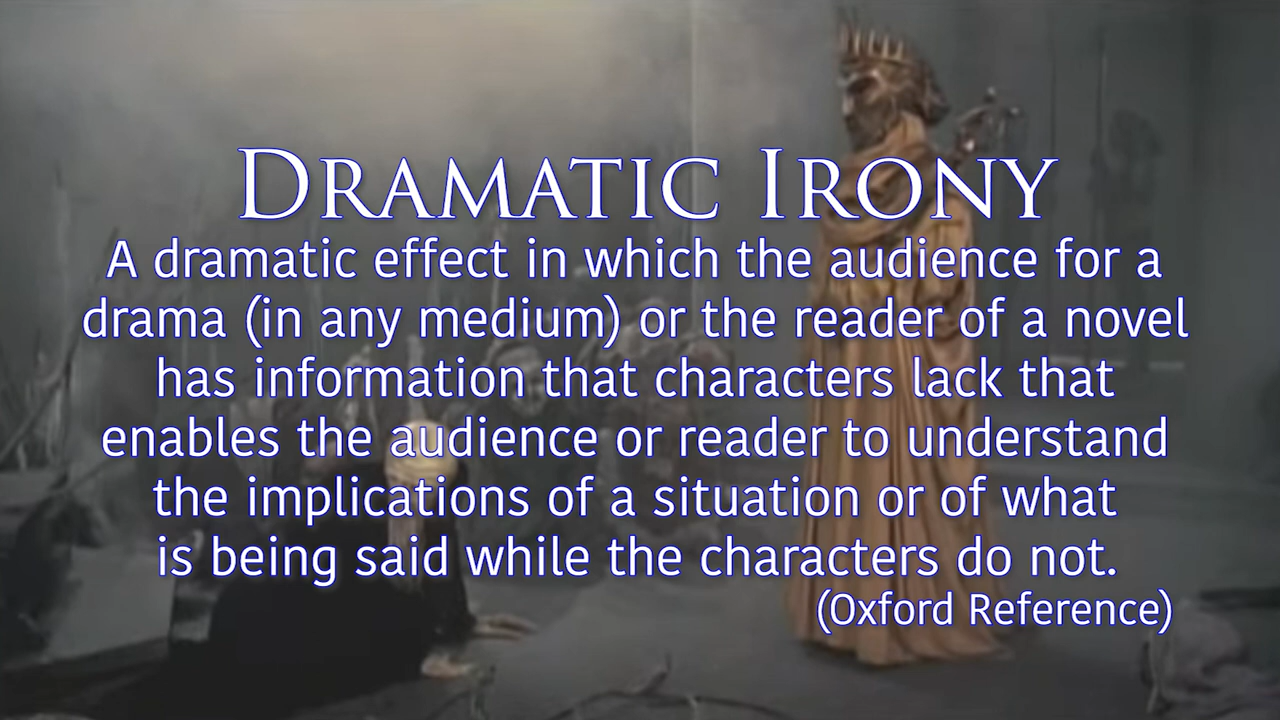 DRAMATIC IRONY
A dramatic effect in which the audience for a
drama (in any medium) or the reader of a novel
has information that characters lack that
enables the audience or reader to understand
the implications of a situation or of what
is being said while the characters do not.
(Oxford Reference)